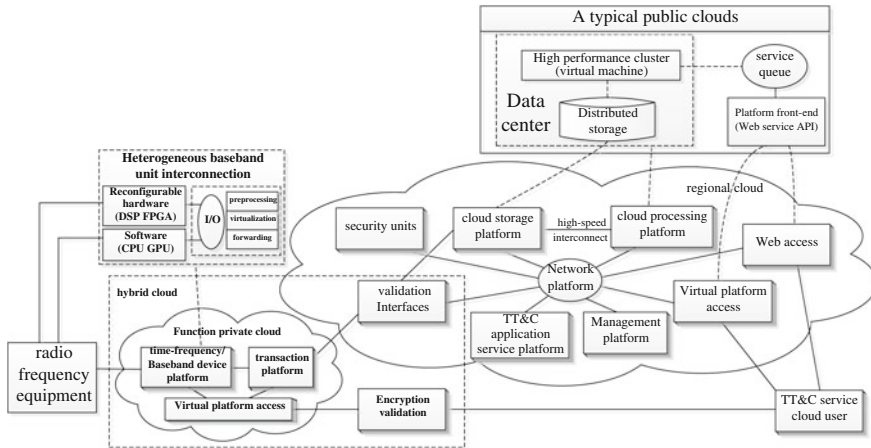 A typical public clouds
High performance cluster
(virtual machine)
service
queue
Data
center
Distributed
storage
Platform front-end
(Web service API)
Heterogeneous baseband
unit interconnection
Reconfigurable
hardware
(DSP FPGA)
I/O
preprocessing
virtualization
forwarding
Software
(CPU GPU)
regional cloud
security units
cloud storage
platform
high-speed
interconnect
cloud processing
platform
Web access
Network
platform
hybrid cloud
validation
Interfaces
Virtual platform
access
Function private cloud
TT&C
application
service platform
Management
platform
radio
frequency
equipment
time-frequency/
Baseband device
platform
transaction
platform
Virtual platform access
Encryption
validation
TT&C service
cloud user